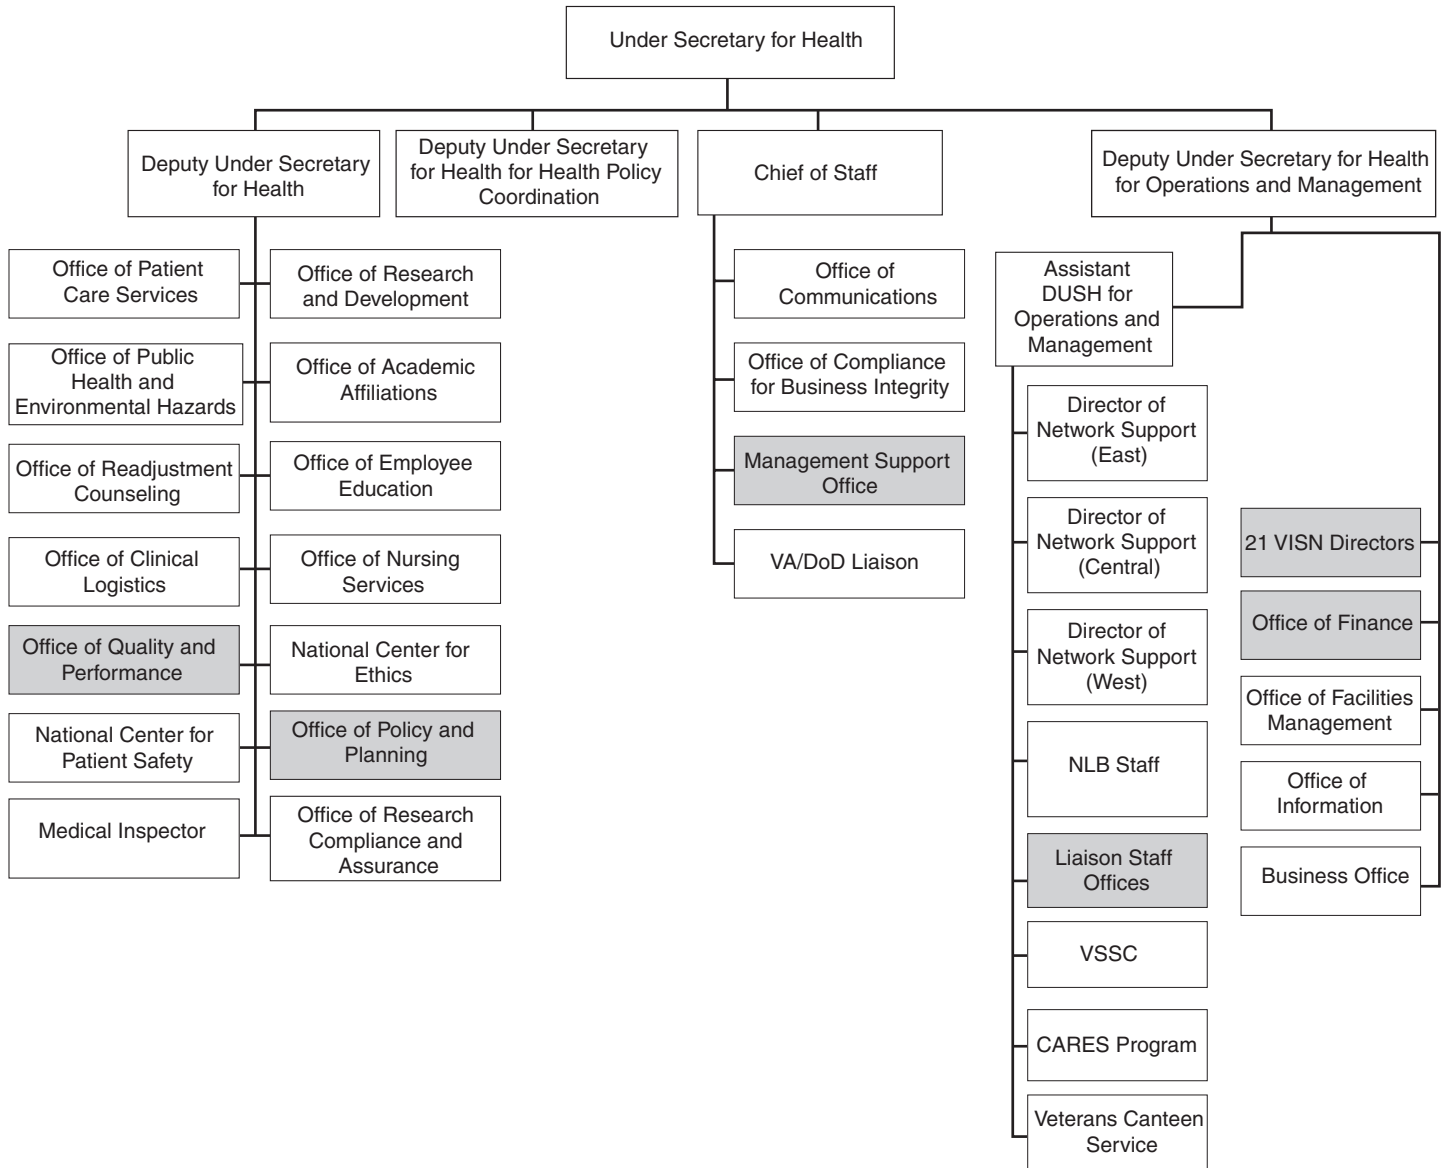 Under Secretary for Health
Deputy Under Secretary
for Health
Deputy Under Secretary
for Health for Health Policy
Coordination
Chief of Staff
Deputy Under Secretary for Health
for Operations and Management
Office of Patient
Care Services
Office of Research
and Development
Office of Public
Health and
Environmental Hazards
Office of Academic
Affiliations
Office of Readjustment
Counseling
Office of Employee
Education
Office of Clinical
Logistics
Office of Nursing
Services
Office of Quality and
Performance
National Center for
Ethics
National Center for
Patient Safety
Office of Policy and
Planning
Medical Inspector
Office of Research
Compliance and
Assurance
Office of
Communications
Office of Compliance
for Business Integrity
Management Support
Office
VA/DoD Liaison
Assistant
DUSH for
Operations and
Management
Director of
Network Support
(East)
Director of
Network Support
(Central)
Director of
Network Support
(West)
NLB Staff
Liaison Staff
Offices
VSSC
CARES Program
Veterans Canteen
Service
21 VISN Directors
Office of Finance
Office of Facilities
Management
Office of
Information
Business Office